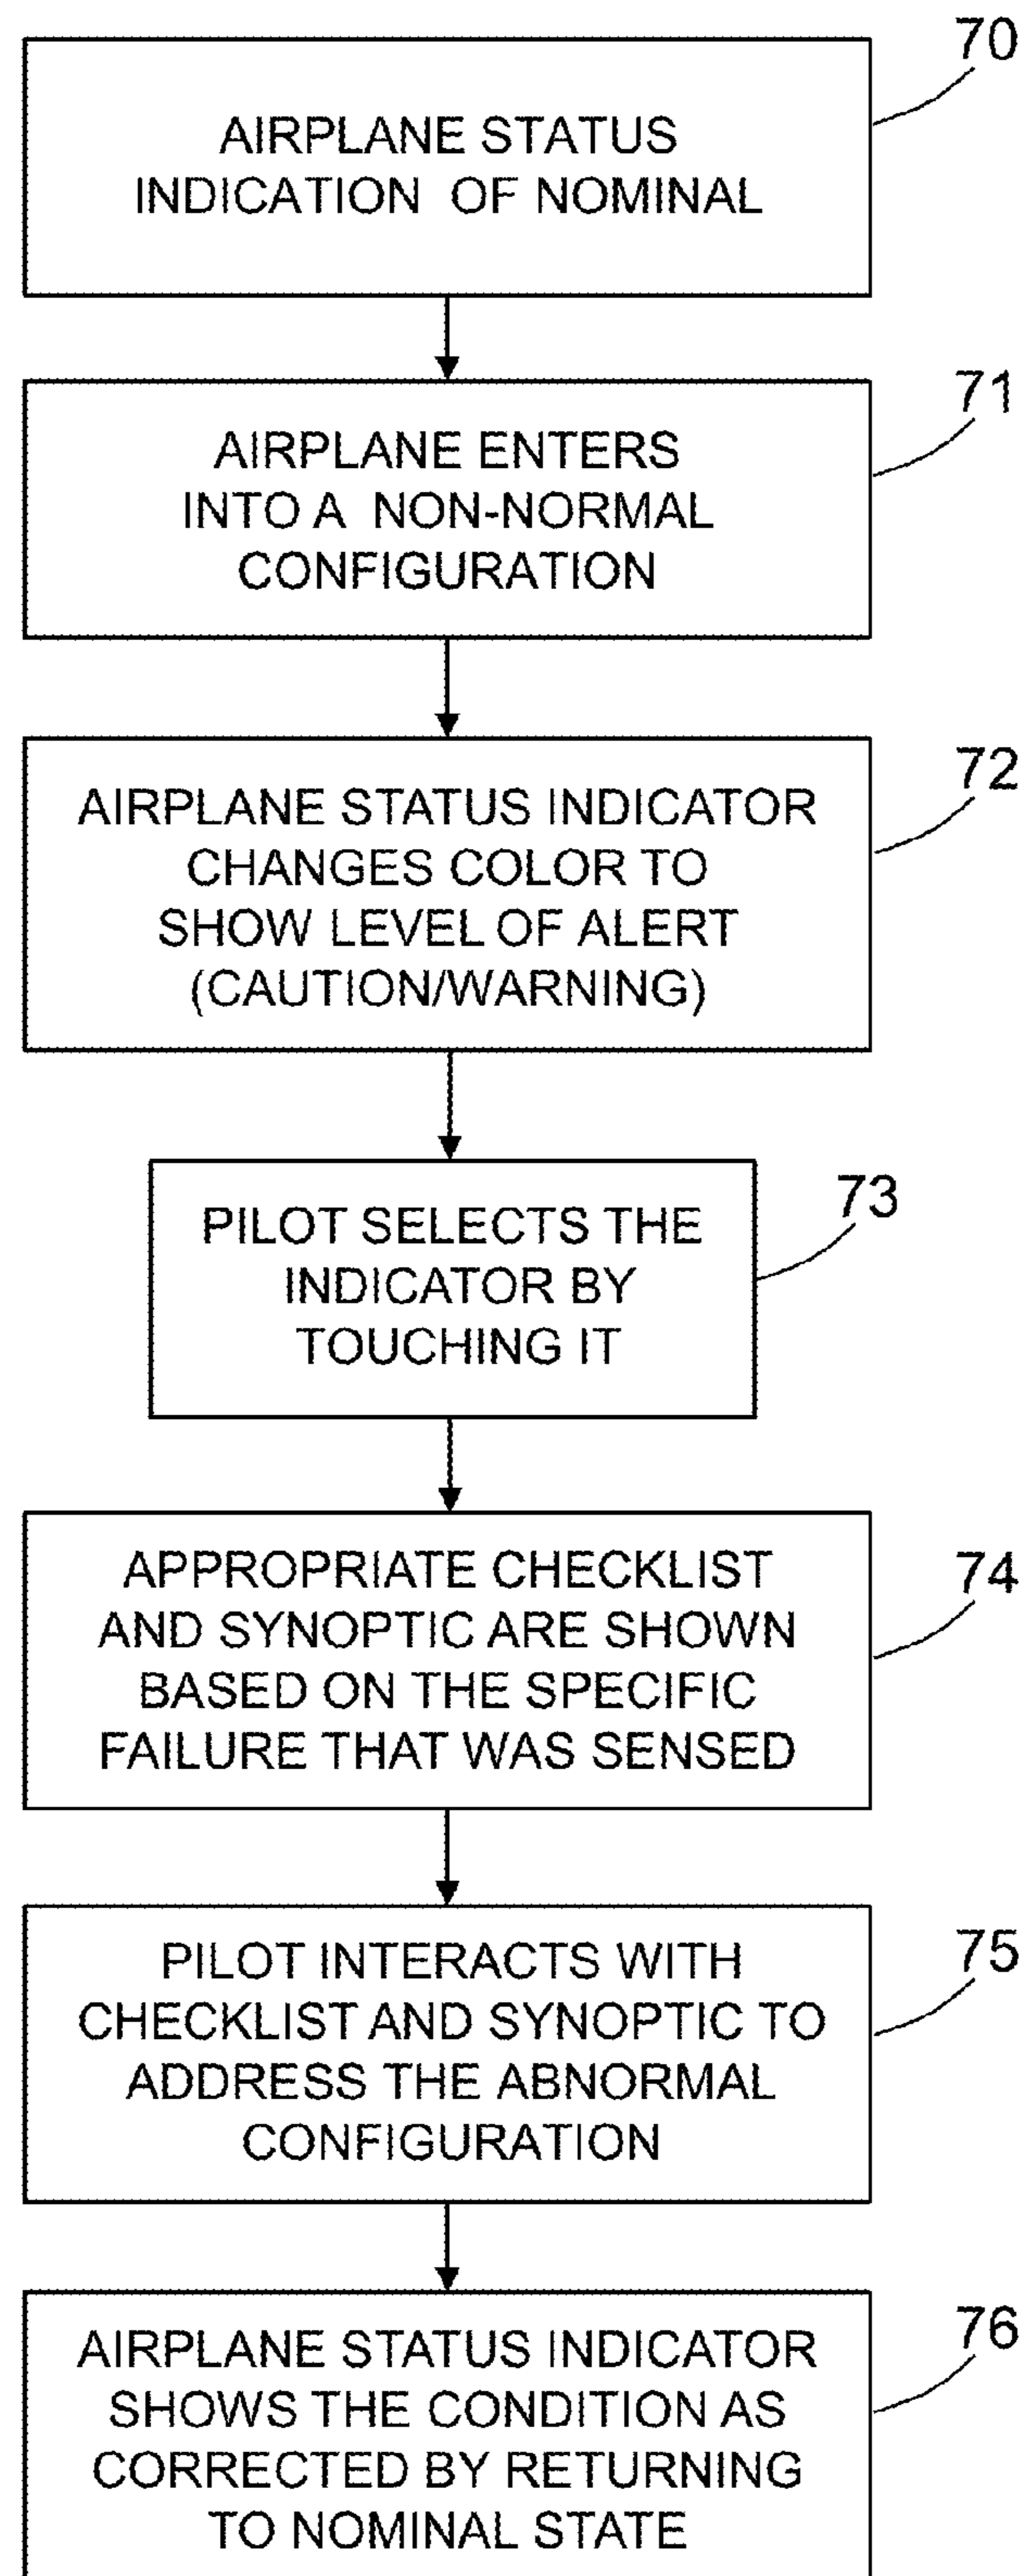 70
AIRPLANE STATUS
INDICATION OF NOMINAL
71
AIRPLANE ENTERS
INTO A NON-NORMAL
CONFIGURATION
72
AIRPLANE STATUS INDICATOR
CHANGES COLOR TO
SHOW LEVEL OF ALERT
(CAUTION/WARNING)
73
PILOT SELECTS THE
INDICATOR BY
TOUCHING IT
74
APPROPRIATE CHECKLIST
AND SYNOPTIC ARE SHOWN
BASED ON THE SPECIFIC
FAILURE THAT WAS SENSED
75
PILOT INTERACTS WITH
CHECKLIST AND SYNOPTIC TO
ADDRESS THE ABNORMAL
CONFIGURATION
76
AIRPLANE STATUS INDICATOR
SHOWS THE CONDITION AS
CORRECTED BY RETURNING
TO NOMINAL STATE